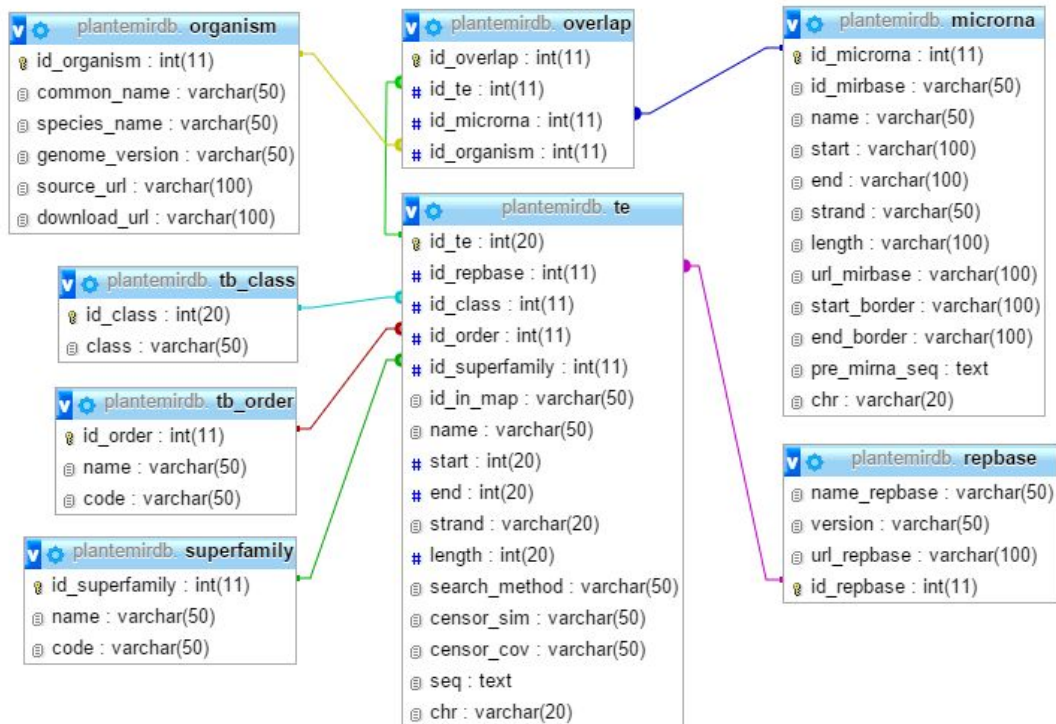 plantemirdb. organism
id_organism : int(11)
common_name : varchar(50)
species_name : varchar(50)
genome_version : varchar(50)
source_url : varchar(100)
download_url : varchar(100)
plantemirdb. overlap
id_overlap : int(11)
# id_te : int(11)
# id_microrna : int(11)
# id_organism : int(11)
plantemirdb. microrna
id_microrna : int(11)
id_mirbase : varchar(50)
name : varchar(50)
start : varchar(100)
end : varchar(100)
strand : varchar(50)
length : varchar(100)
url_mirbase : varchar(100)
start_border : varchar(100)
end_border : varchar(100)
pre_mirna_seq : text
chr : varchar(20)
plantemirdb. tb_class
id_class : int(20)
class : varchar(50)
plantemirdb. tb_order
id_order : int(11)
name : varchar(50)
code : varchar(50)
plantemirdb. superfamily
id_superfamily : int(11)
name : varchar(50)
code : varchar(50)
plantemirdb. te
id_te : int(20)
# id_repbase : int(11)
# id_class : int(11)
# id_order : int(11)
# id_superfamily : int(11)
id_in_map : varchar(50)
name : varchar(50)
# start : int(20)
# end : int(20)
strand : varchar(20)
# length : int(20)
search_method : varchar(50)
censor_sim : varchar(50)
censor_cov : varchar(50)
seq : text
chr : varchar(20)
plantemirdb. repbase
name_repbase : varchar(50)
version : varchar(50)
url_repbase : varchar(100)
id_repbase : int(11)